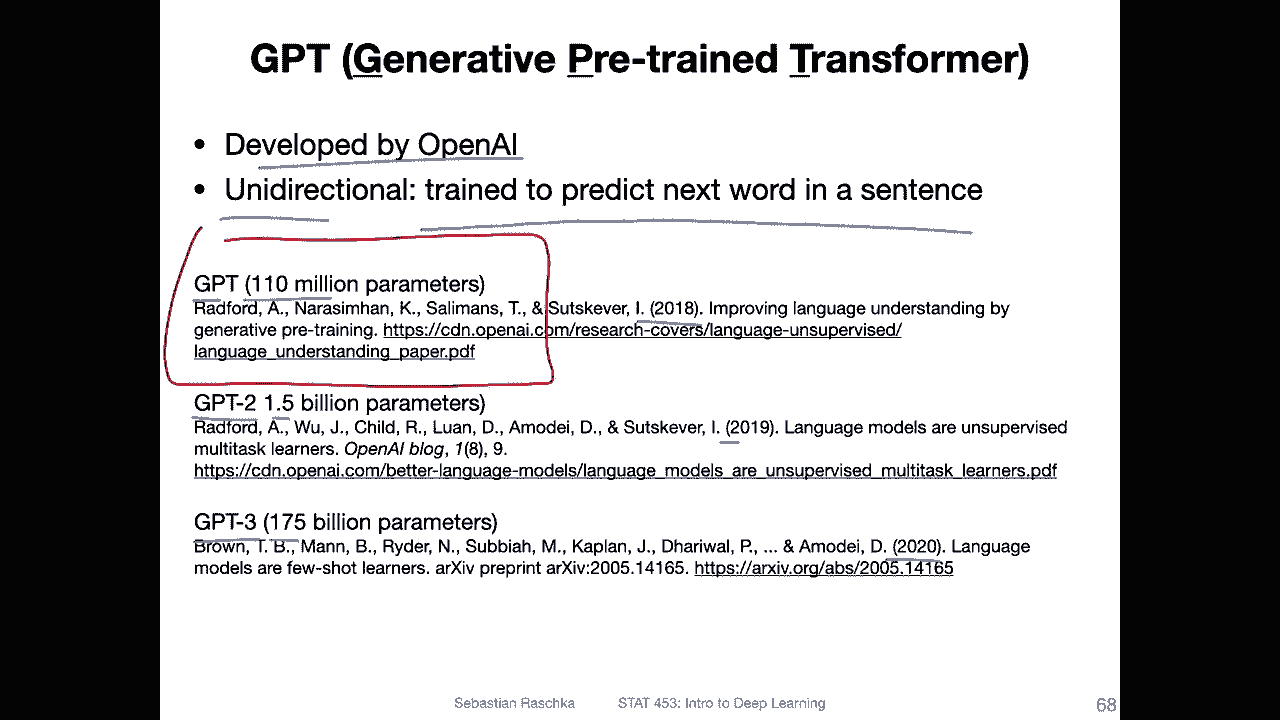 GPT (Generative Pre-trained Transformer)
• Developed by OpenAI
• Unidirectional: trained to predict next word in a sentence
GPT (110 million parameters)
Radford, A., Narasimhan, K., Salimans, T., & Sutskever, I. (2018). Improving language understanding by
generative pre-training. https://cdn.openai.com/research-covers/language-unsupervised/
language_understanding_paper.pdf
GPT-2 1.5 billion parameters)
Radford, A., Wu, J., Child, R., Luan, D., Amodei, D., & Sutskever, I. (2019). Language models are unsupervised
multitask learners. OpenAI blog, 1(8), 9.
https://cdn.openai.com/better-language-models/language_models_are_unsupervised_multitask_learners.pdf
GPT-3 (175 billion parameters)
Brown, T. B., Mann, B., Ryder, N., Subbiah, M., Kaplan, J., Dhariwal, P., ... & Amodei, D. (2020). Language
models are few-shot learners. arXiv preprint arXiv:2005.14165. https://arxiv.org/abs/2005.14165
Sebastian Raschka STAT 453: Intro to Deep Learning 68